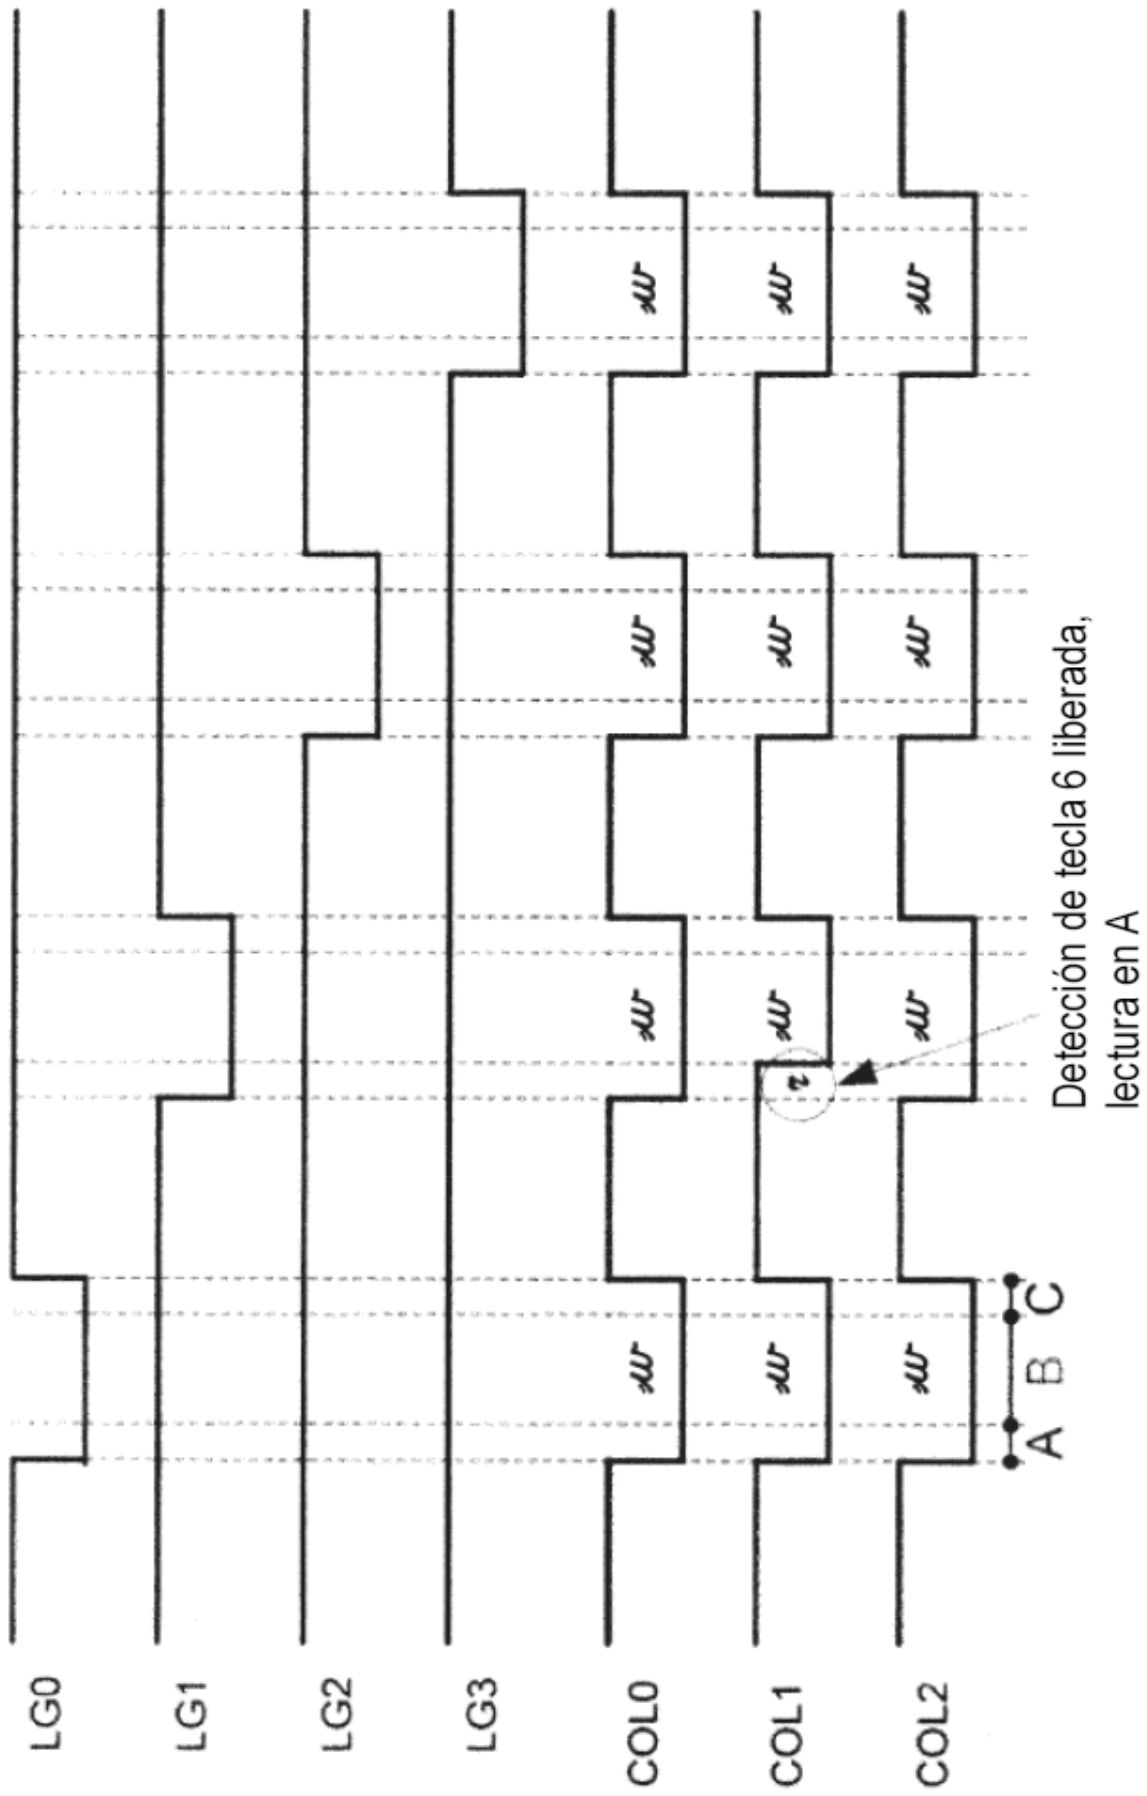 LG0
LG1
LG2
LG3
COL0
COL1
COL2
A B C
Detección de tecla 6 liberada,
lectura en A